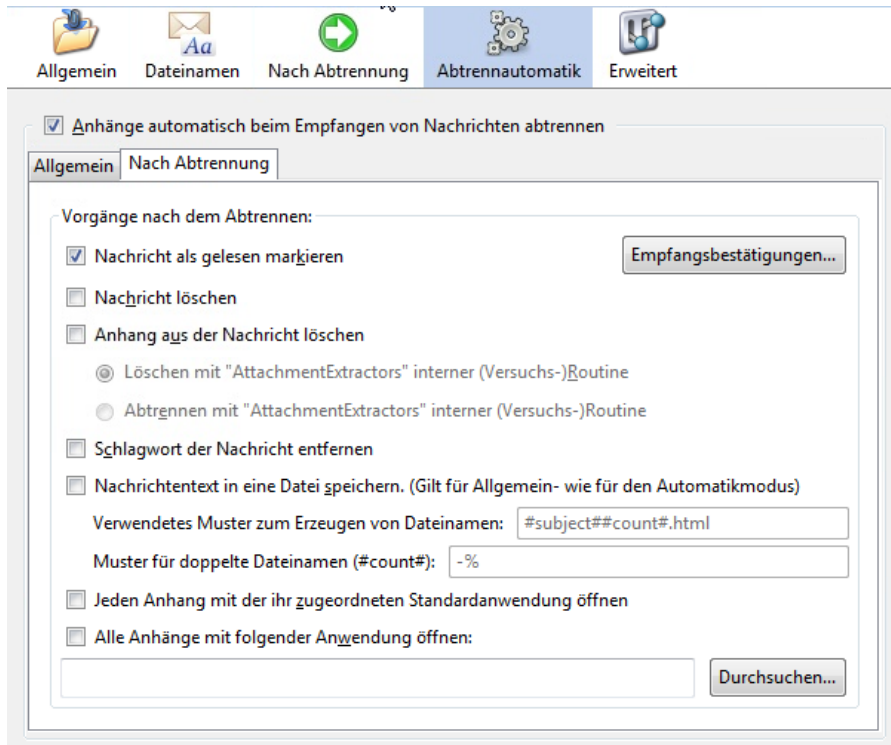 Aa
Allgemein Dateinamen Nach Abtrennung Abtrennautomatik Erweitert
Anhänge automatisch beim Empfangen von Nachrichten abtrennen
Allgemein Nach Abtrennung
Vorgänge nach dem Abtrennen:
Nachricht als gelesen markieren Empfangsbestätigungen...
Nachricht löschen
Anhang aus der Nachricht löschen
Löschen mit "AttachmentExtractors" interner (Versuchs-)Routine
Abtrennen mit "AttachmentExtractors" interner (Versuchs-)Routine
Schlagwort der Nachricht entfernen
Nachrichtentext in eine Datei speichern. (Gilt für Allgemein- wie für den Automatikmodus)
Verwendetes Muster zum Erzeugen von Dateinamen: #subject##count#.html
Muster für doppelte Dateinamen (#count#): -%
Jeden Anhang mit der ihr zugeordneten Standardanwendung öffnen
Alle Anhänge mit folgender Anwendung öffnen:
Durchsuchen...